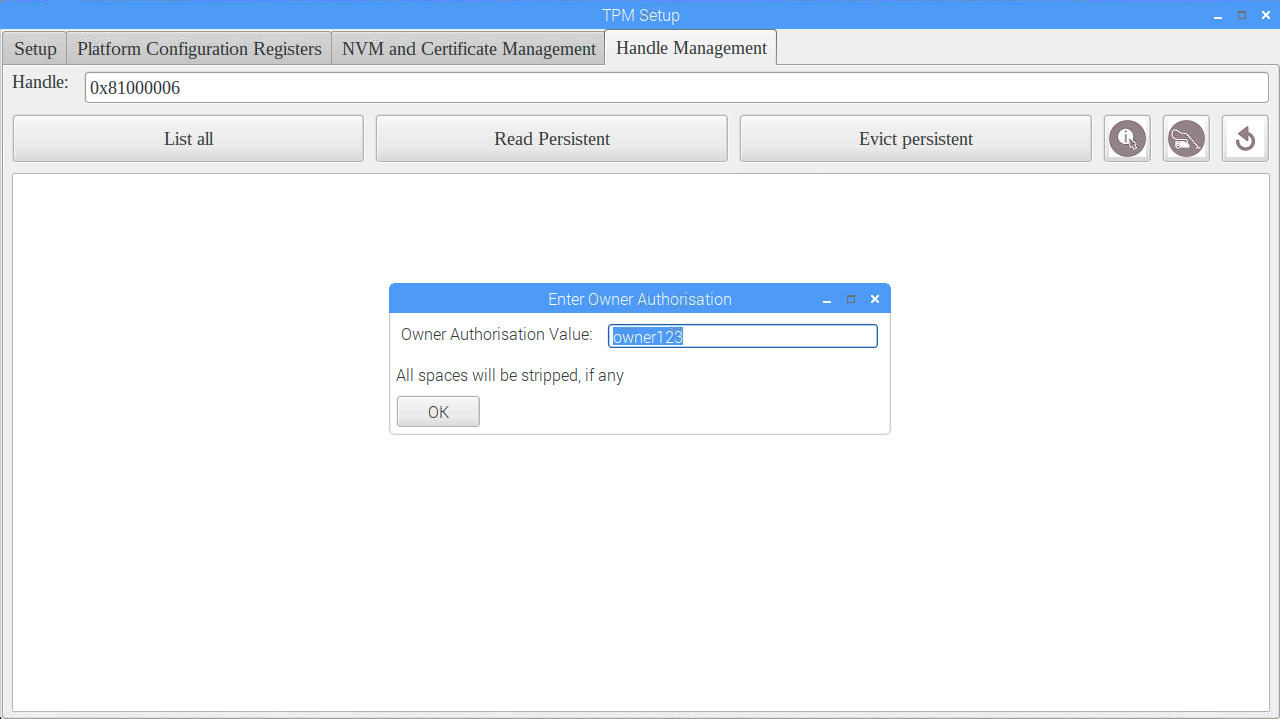 TPM Setup
Setup Platform Configuration Registers NVM and Certificate Management Handle Management
Handle: 0x81000006
List all Read Persistent Evict persistent
Enter Owner Authorisation
Owner Authorisation Value: owner123
All spaces will be stripped, if any
OK